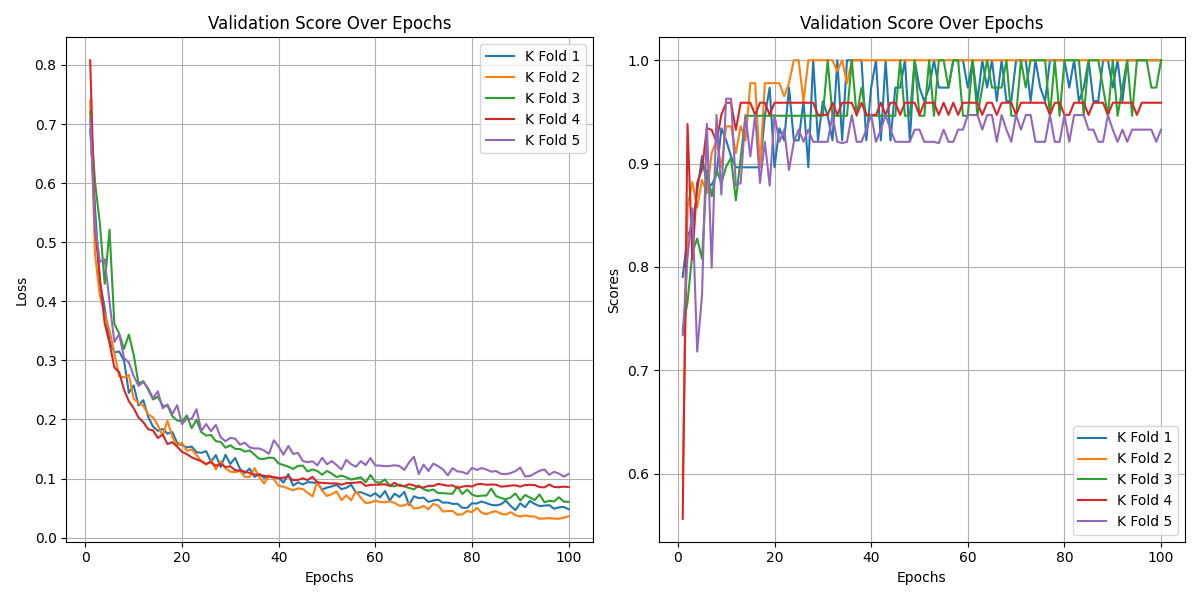 Validation Score Over Epochs
Loss
0.8
0.7
0.6
0.5
0.4
0.3
0.2
0.1
0.0
K Fold 1
K Fold 2
K Fold 3
K Fold 4
K Fold 5
0 20 40 60 80 100
Epochs
Validation Score Over Epochs
Scores
1.0
0.9
0.8
0.7
0.6
K Fold 1
K Fold 2
K Fold 3
K Fold 4
K Fold 5
0 20 40 60 80 100
Epochs